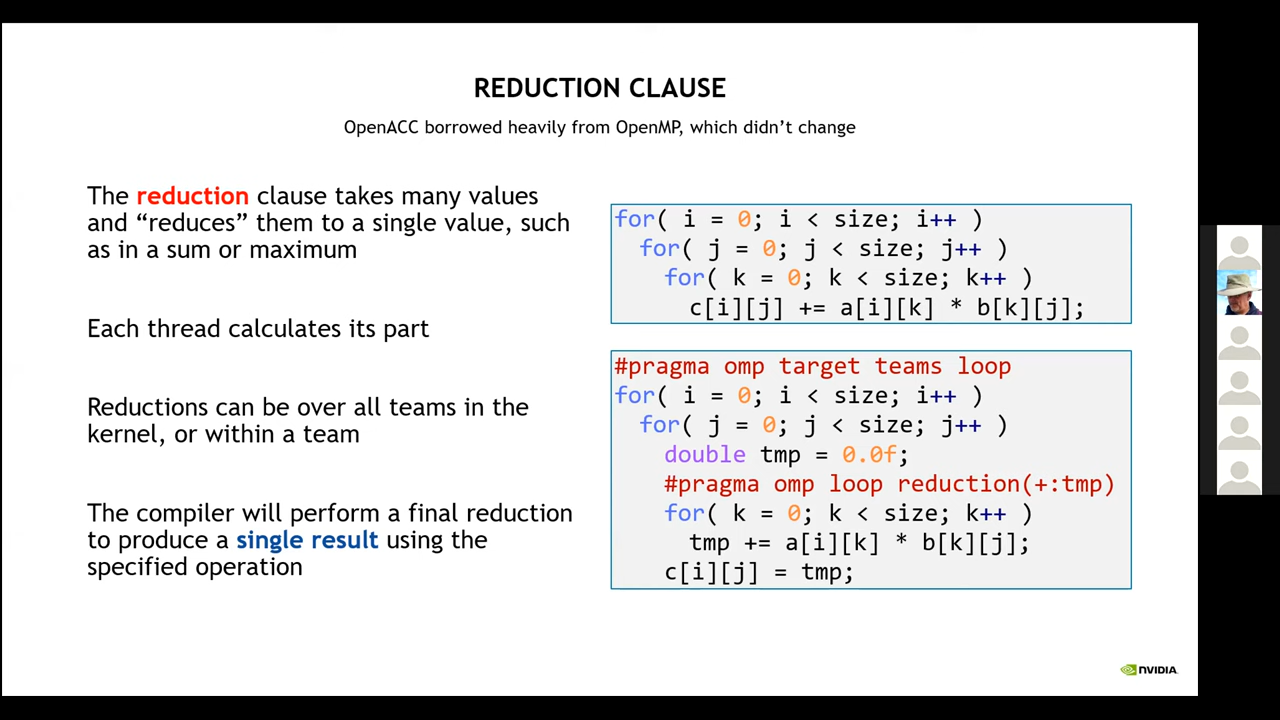 REDUCTION CLAUSE
OpenACC borrowed heavily from OpenMP, which didn’t change
The reduction clause takes many values
and “reduces” them to a single value, such
as in a sum or maximum
Each thread calculates its part
Reductions can be over all teams in the
kernel, or within a team
The compiler will perform a final reduction
to produce a single result using the
specified operation
for( i = 0; i < size; i++ )
for( j = 0; j < size; j++ )
for( k = 0; k < size; k++ )
c[i][j] += a[i][k] * b[k][j];
#pragma omp target teams loop
for( i = 0; i < size; i++ )
for( j = 0; j < size; j++ )
double tmp = 0.0f;
#pragma omp loop reduction(+:tmp)
for( k = 0; k < size; k++ )
tmp += a[i][k] * b[k][j];
c[i][j] = tmp;
NVIDIA.